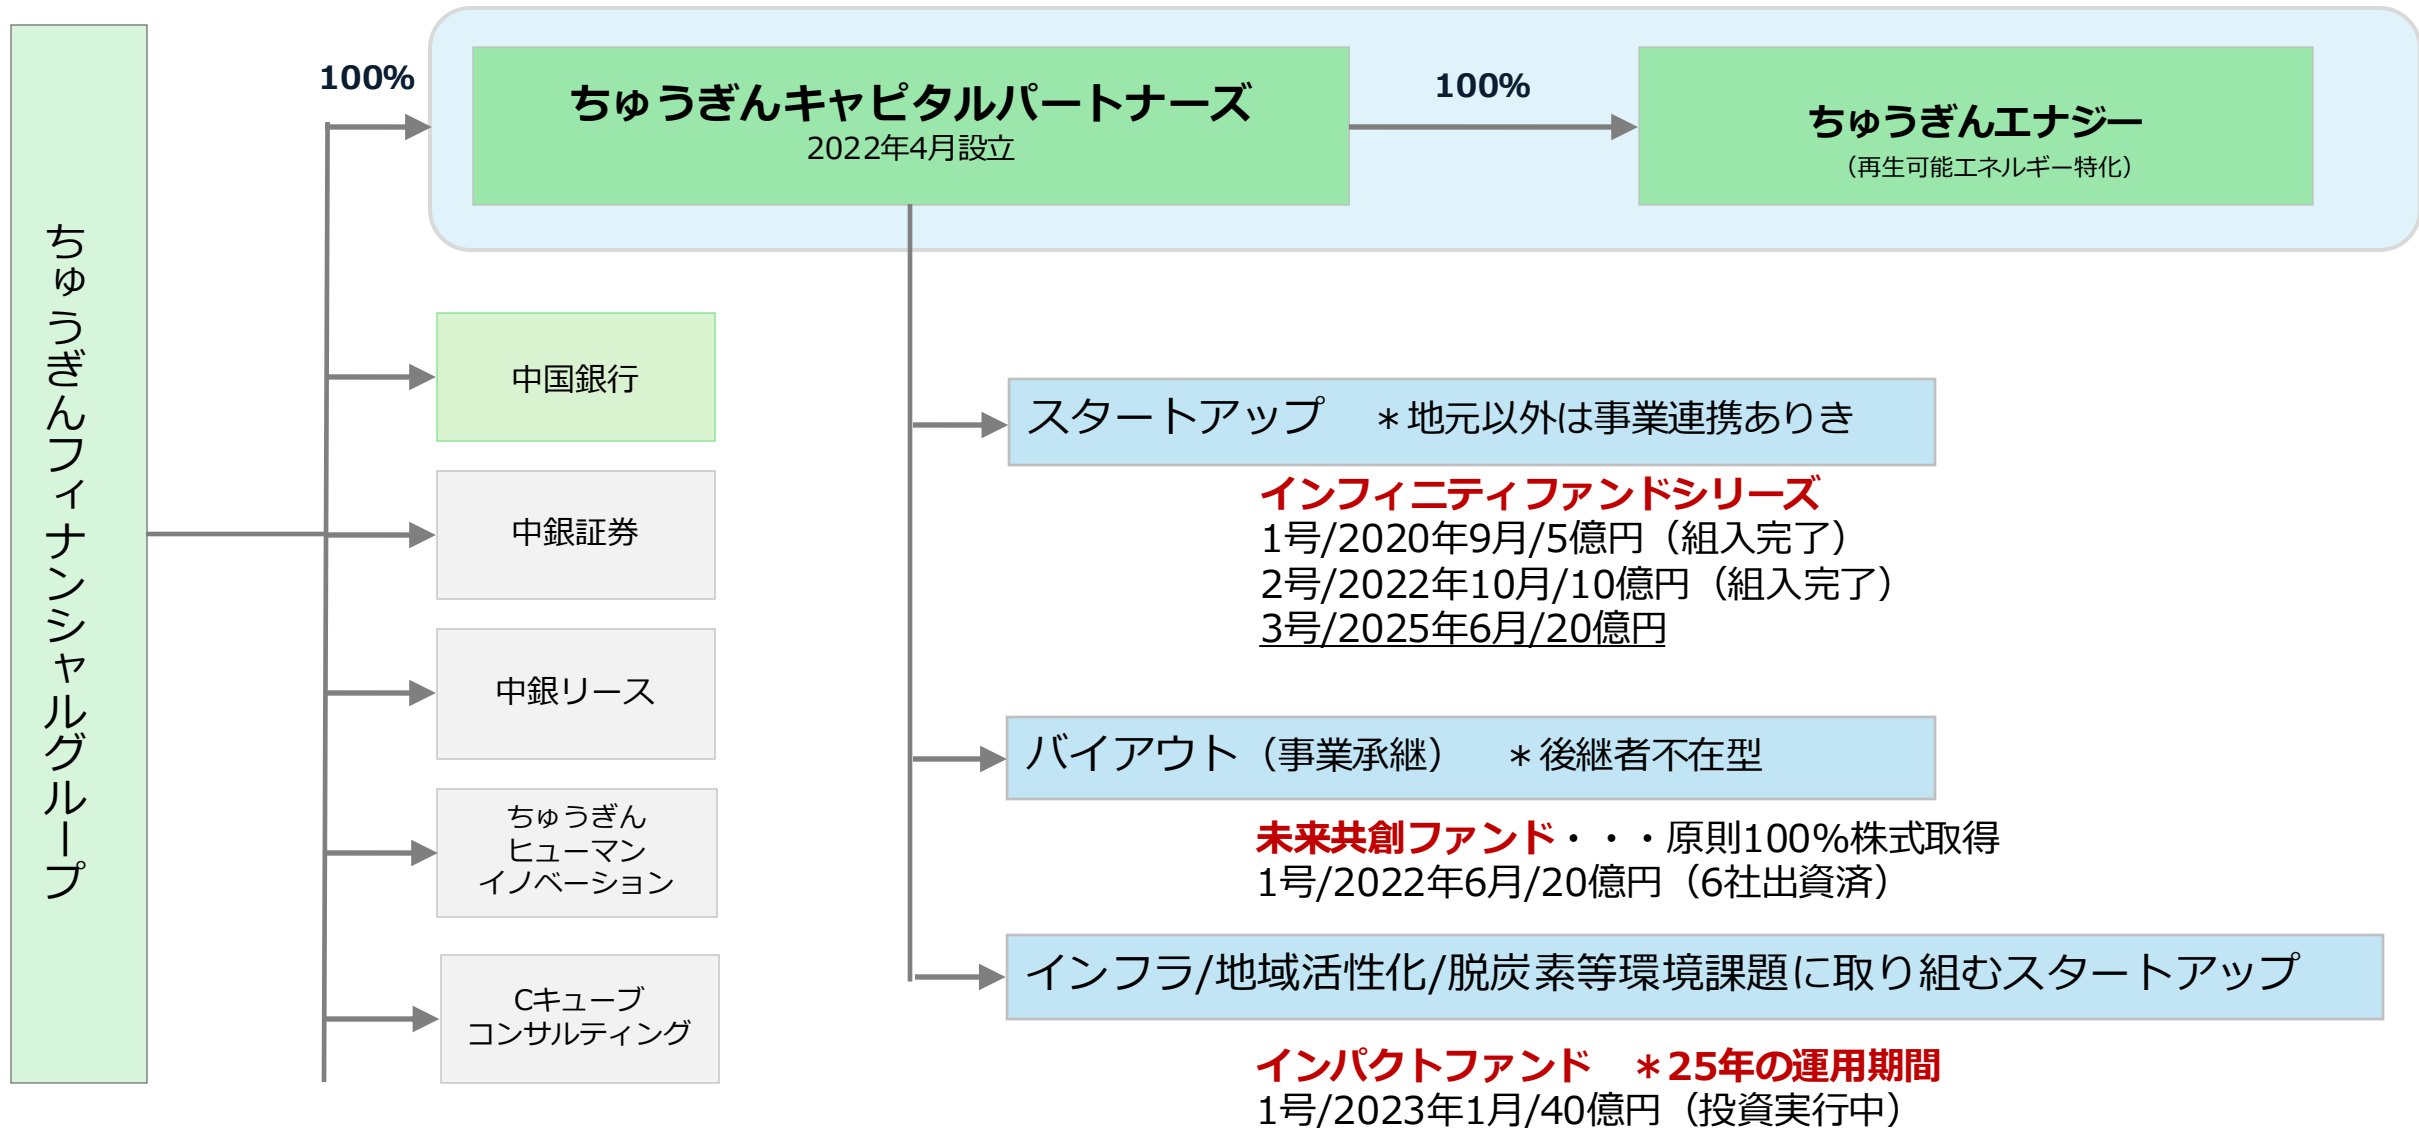 ちゅうぎんフィナンシャルグループ
100%
ちゅうぎんキャピタルパートナーズ
2022年4月設立
100%
ちゅうぎんエナジー
（再生可能エネルギー特化）
中国銀行
中銀証券
中銀リース
ちゅうぎん
ヒューマン
イノベーション
Cキューブ
コンサルティング
スタートアップ　＊地元以外は事業連携ありき
インフィニティファンドシリーズ
1号/2020年9月/5億円（組入完了）
2号/2022年10月/10億円（組入完了）
3号/2025年6月/20億円
バイアウト（事業承継）　＊後継者不在型
未来共創ファンド・・・原則100%株式取得
1号/2022年6月/20億円（6社出資済）
インフラ/地域活性化/脱炭素等環境課題に取り組むスタートアップ
インパクトファンド　＊25年の運用期間
1号/2023年1月/40億円（投資実行中）